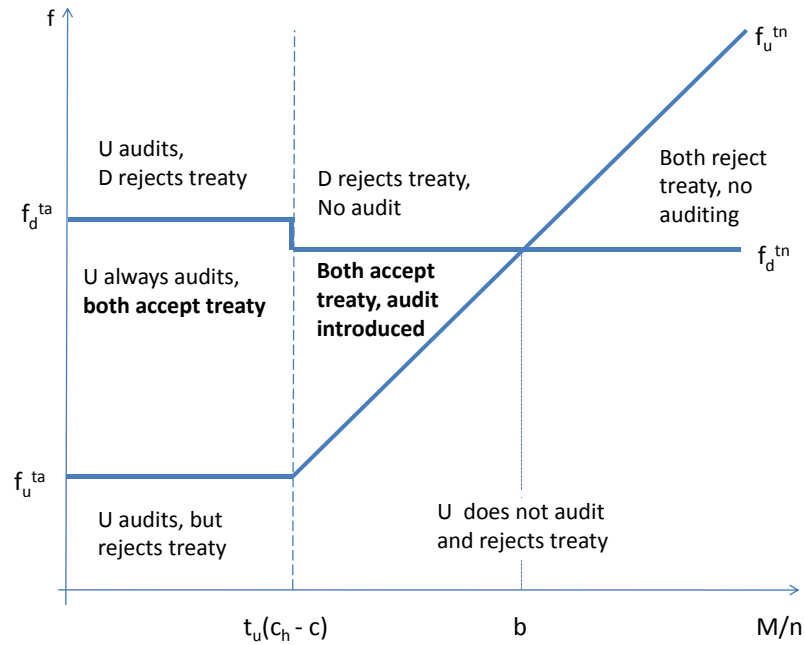 f
f_u^tn
U audits,
D rejects treaty
D rejects treaty,
No audit
Both reject
treaty, no
auditing
f_d^ta
f_d^tn
U always audits,
both accept treaty
Both accept
treaty, audit
introduced
f_u^ta
U audits, but
rejects treaty
U does not audit
and rejects treaty
t_u(c_h - c)
b
M/n